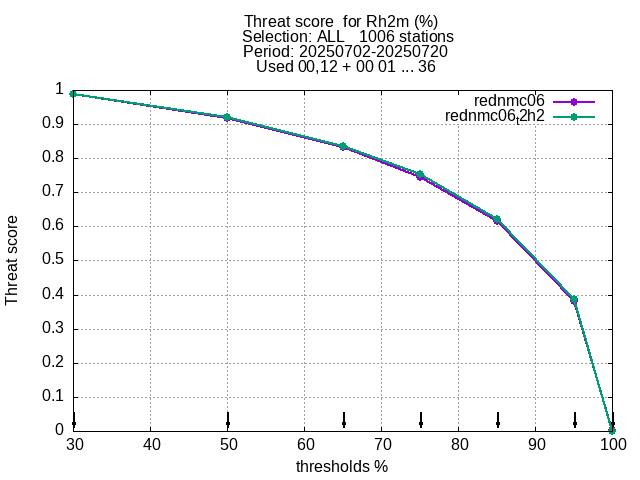 Threat score  for Rh2m (%)
Selection: ALL   1006 stations
Period: 20250702-20250720
Used 00,12 + 00 01 ... 36
rednmc06
rednmc06,2h2
1
0.9
0.8
0.7
0.6
0.5
0.4
0.3
0.2
0.1
0
Threat score
30 40 50 60 70 80 90 100
thresholds %